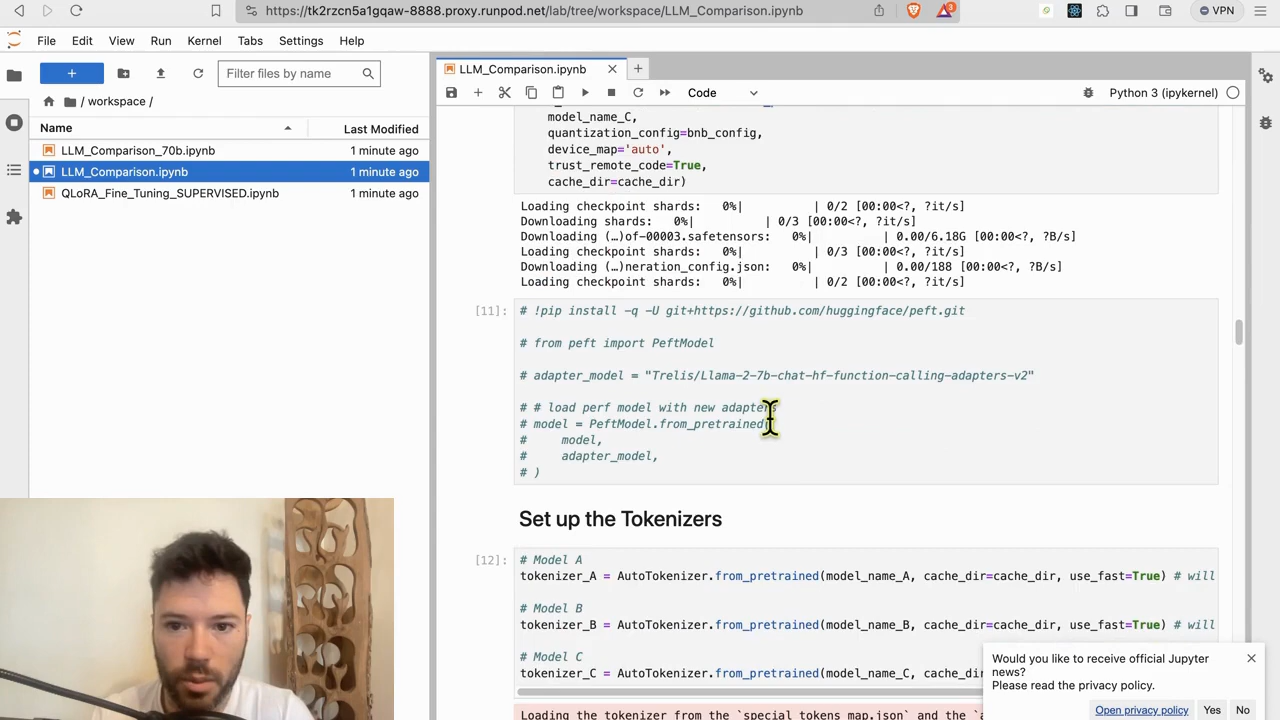 https://tk2rzcn5a1gqaw-8888.proxy.runpod.net/lab/tree/workspace/LLM_Comparison.ipynb
3
VPN
File Edit View Run Kernel Tabs Settings Help
+
Filter files by name
/ workspace /
Name Last Modified
LLM_Comparison_70b.ipynb 1 minute ago
LLM_Comparison.ipynb 1 minute ago
QLoRA_Fine_Tuning_SUPERVISED.ipynb 1 minute ago
LLM_Comparison.ipynb
Code
Python 3 (ipykernel)
model_name_C,
quantization_config=bnb_config,
device_map='auto',
trust_remote_code=True,
cache_dir=cache_dir)
Loading checkpoint shards: 0%| | 0/2 [00:00<?, ?it/s]
Downloading shards: 0%| | 0/3 [00:00<?, ?it/s]
Downloading (…)of-00003.safetensors: 0%| | 0.00/6.18G [00:00<?, ?B/s]
Loading checkpoint shards: 0%| | 0/3 [00:00<?, ?it/s]
Downloading (…)neration_config.json: 0%| | 0.00/188 [00:00<?, ?B/s]
Loading checkpoint shards: 0%| | 0/2 [00:00<?, ?it/s]
[11]:
# !pip install -q -U git+https://github.com/huggingface/peft.git
# from peft import PeftModel
# adapter_model = "Trelis/Llama-2-7b-chat-hf-function-calling-adapters-v2"
# # load perf model with new adapters
# model = PeftModel.from_pretrained(
# model,
# adapter_model,
# )
Set up the Tokenizers
[12]:
# Model A
tokenizer_A = AutoTokenizer.from_pretrained(model_name_A, cache_dir=cache_dir, use_fast=True) # will
# Model B
tokenizer_B = AutoTokenizer.from_pretrained(model_name_B, cache_dir=cache_dir, use_fast=True) # will
# Model C
tokenizer_C = AutoTokenizer.from_pretrained(model_name_C, cache_dir=
Loading the tokenizer from the `special_tokens_map.json` and the
Would you like to receive official Jupyter
news?
Please read the privacy policy.
Open privacy policy Yes No